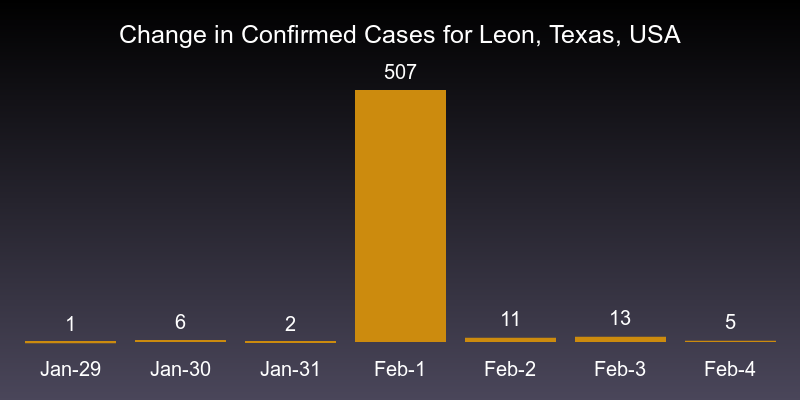 Change in Confirmed Cases for Leon, Texas, USA
507
1
6
2
11
13
5
Jan-29
Jan-30
Jan-31
Feb-1
Feb-2
Feb-3
Feb-4